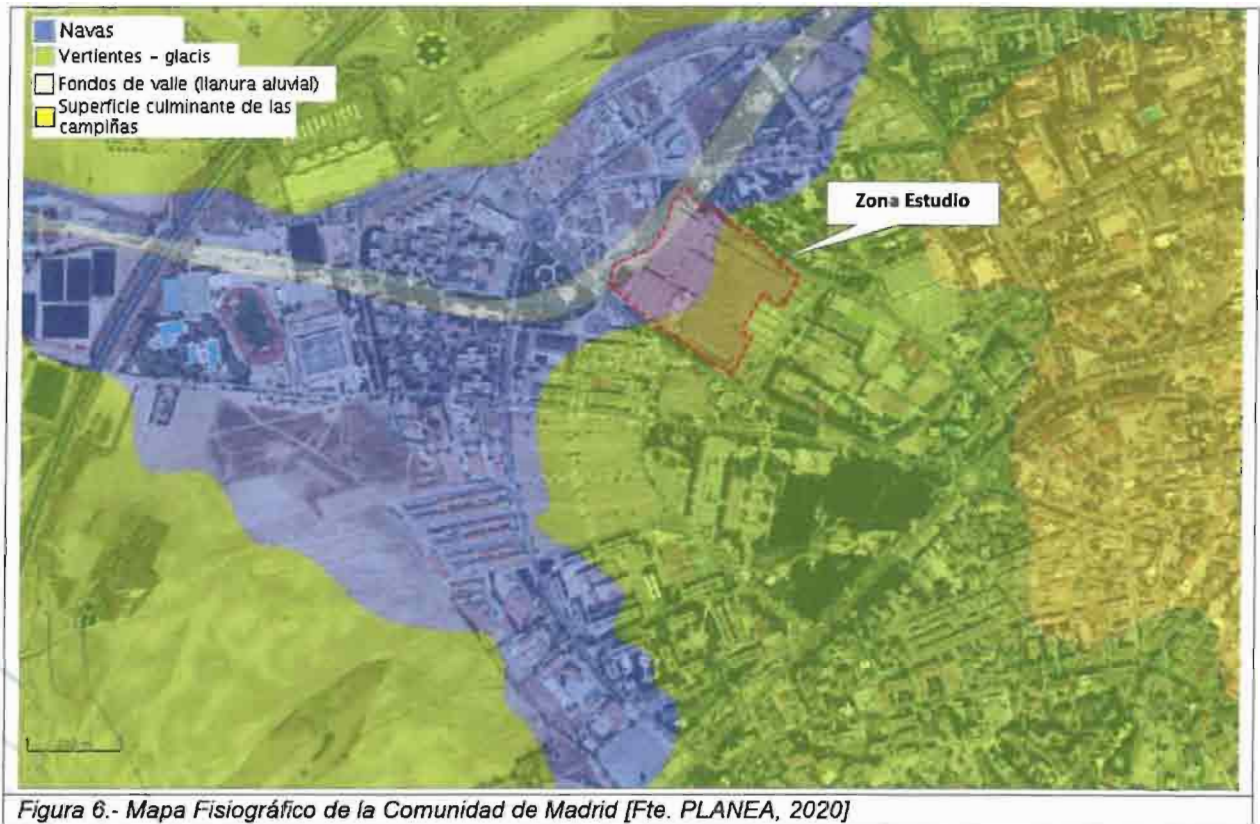 Navas
Vertientes - glacis
Fondos de valle (llanura aluvial)
Superficie culminante de las
campiñas
Zona Estudio
Figura 6.- Mapa Fisiográfico de la Comunidad de Madrid [Fte. PLANEA, 2020]